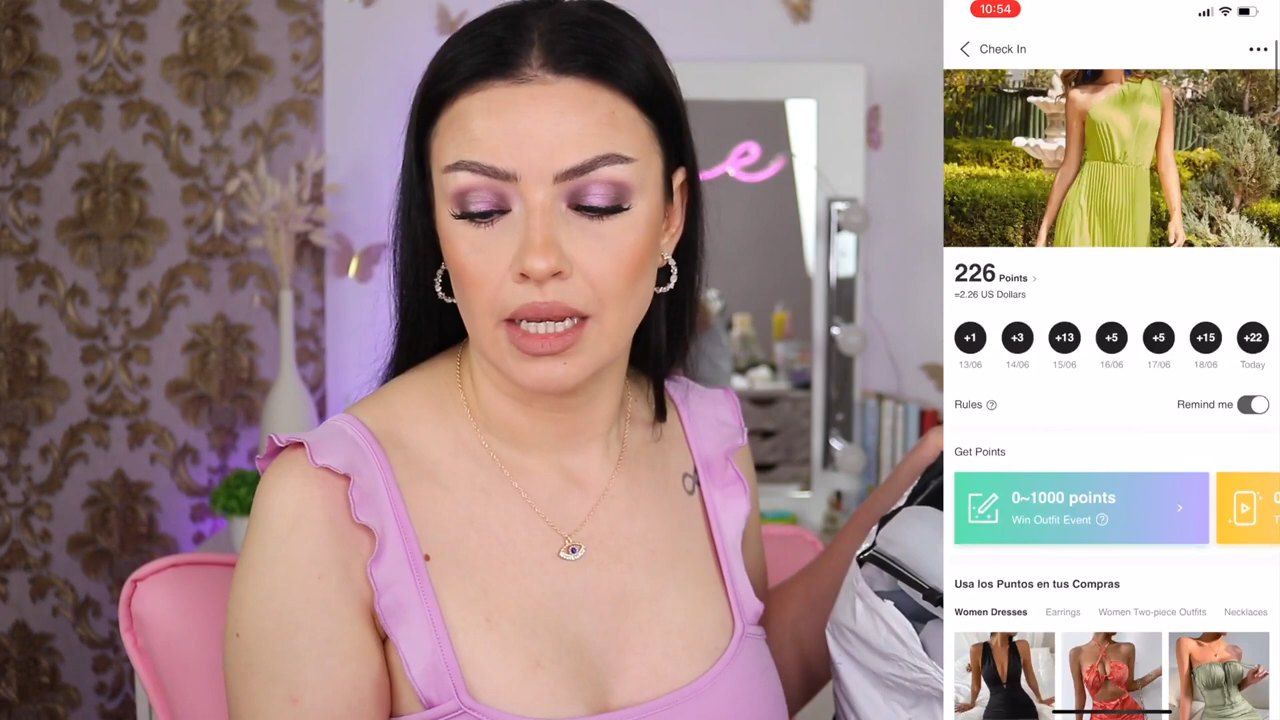 e
10:54
Check In
226 Points
≈2.26 US Dollars
+1 +3 +13 +5 +5 +15 +22
13/06 14/06 15/06 16/06 17/06 18/06 Today
Rules
Remind me
Get Points
0~1000 points
Win Outfit Event
Usa los Puntos en tus Compras
Women Dresses Earrings Women Two-piece Outfits Necklaces